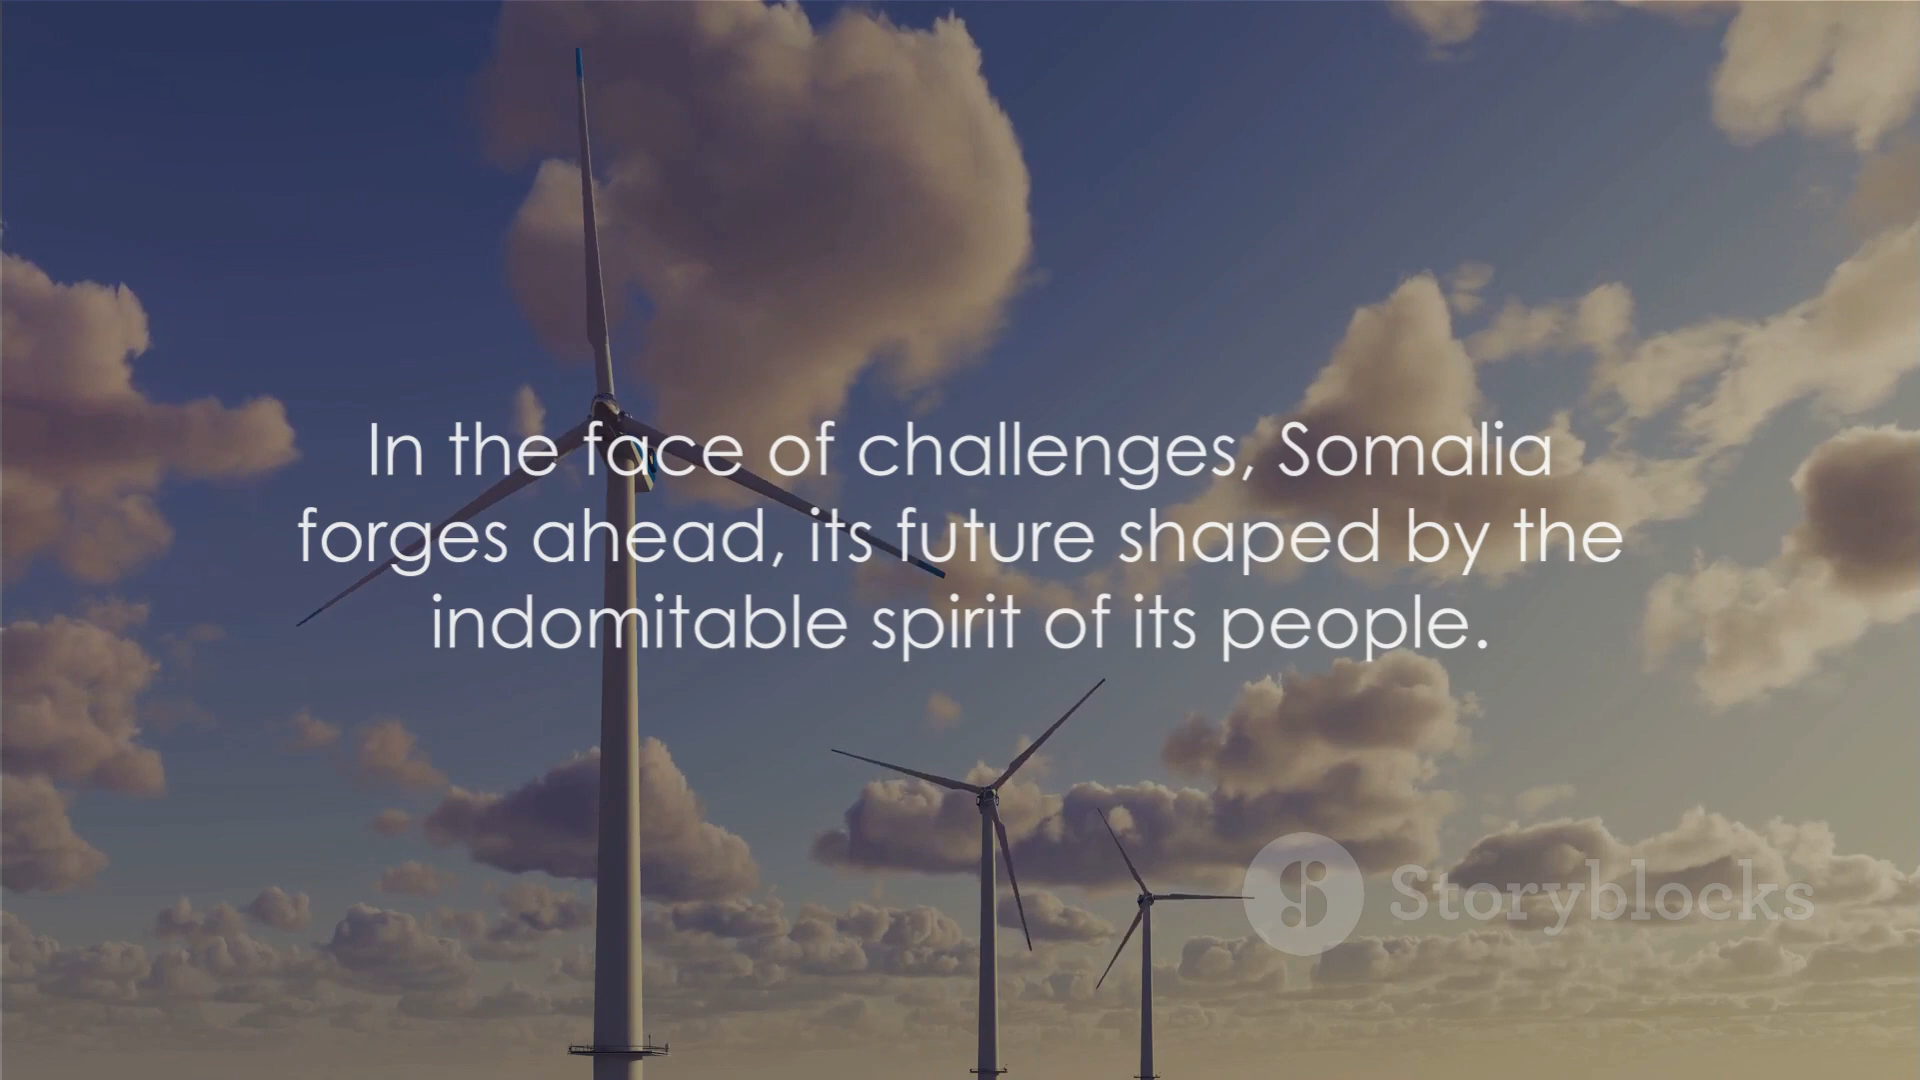 In the face of challenges, Somalia
forges ahead, its future shaped by the
indomitable spirit of its people.
Storyblocks